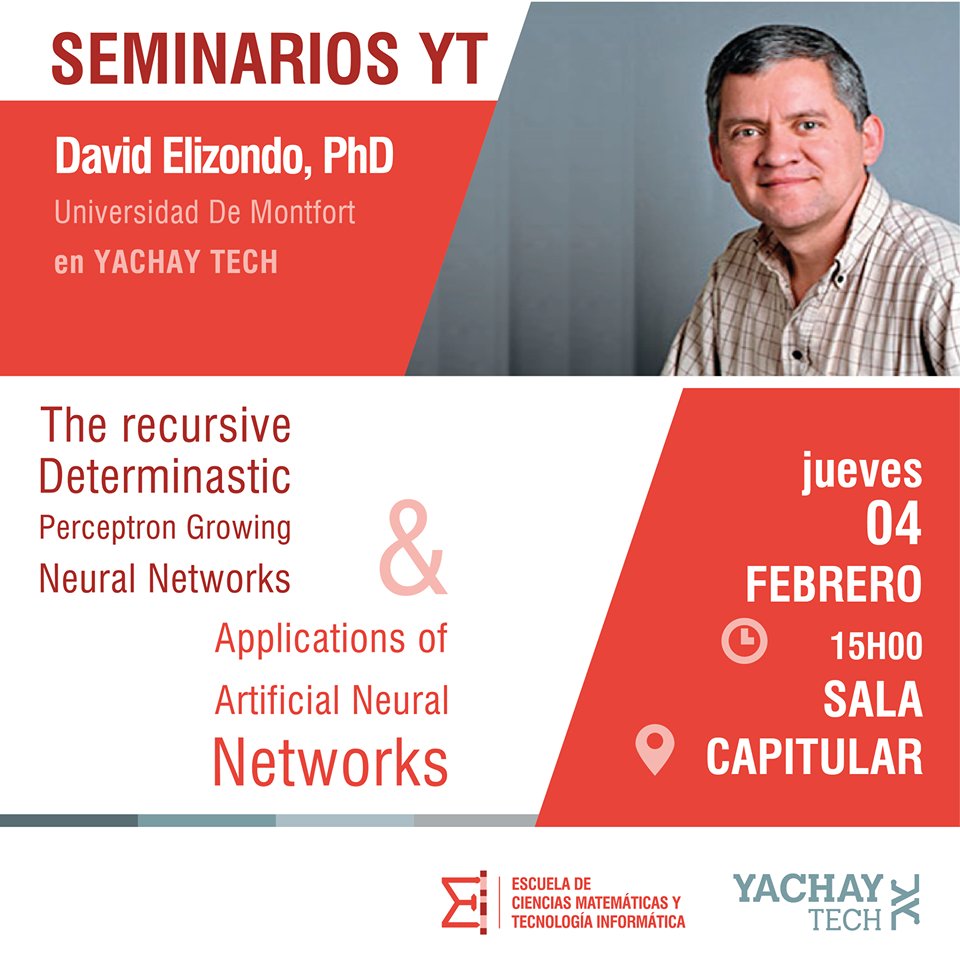 SEMINARIOS YT
David Elizondo, PhD
Universidad De Montfort
en YACHAY TECH
The recursive
Determinastic
Perceptron Growing
Neural Networks
&
Applications of
Artificial Neural
Networks
jueves
04
FEBRERO
15H00
SALA
CAPITULAR
ESCUELA DE
CIENCIAS MATEMÁTICAS Y
TECNOLOGÍA INFORMÁTICA
YACHAY
TECH